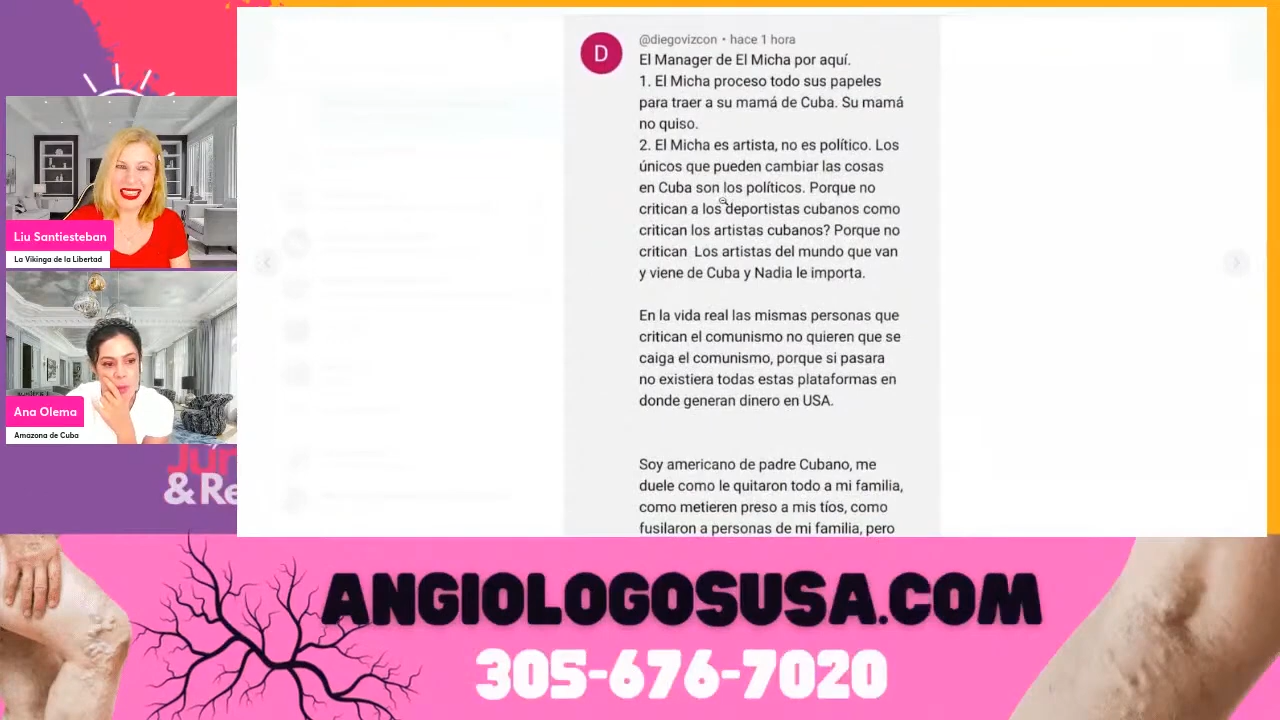 @diegovizcon • hace 1 hora
D
El Manager de El Micha por aquí.
1. El Micha proceso todo sus papeles
para traer a su mamá de Cuba. Su mamá
no quiso.
2. El Micha es artista, no es político. Los
únicos que pueden cambiar las cosas
en Cuba son los políticos. Porque no
critican a los deportistas cubanos como
critican los artistas cubanos? Porque no
critican Los artistas del mundo que van
y viene de Cuba y Nadia le importa.
En la vida real las mismas personas que
critican el comunismo no quieren que se
caiga el comunismo, porque si pasara
no existiera todas estas plataformas en
donde generan dinero en USA.
Soy americano de padre Cubano, me
duele como le quitaron todo a mi familia,
como metieren preso a mis tíos, como
fusilaron a personas de mi familia, pero
Liu Santiesteban
La Vikinga de la Libertad
Ana Olema
Amazona de Cuba
& Re
ANGIOLOGOSUSA.COM
305-676-7020